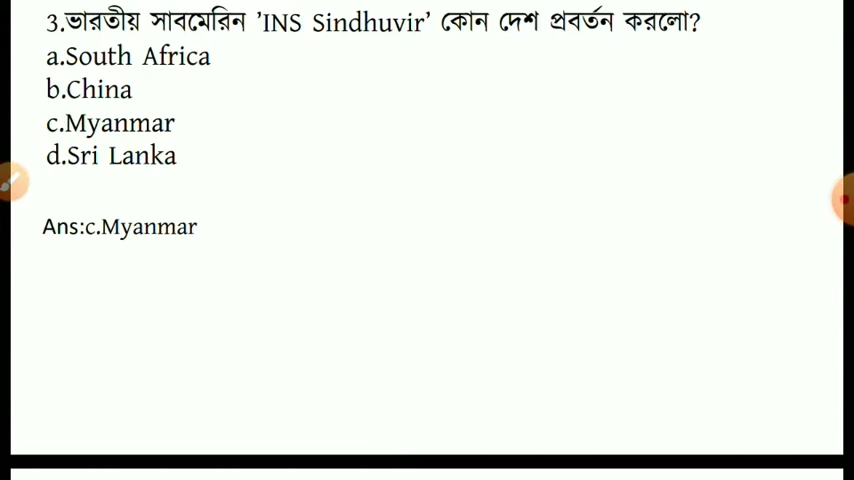 3.ভারতীয় সাবমেরিন ’INS Sindhuvir’ কোন দেশ প্রবর্তন করলো?
a.South Africa
b.China
c.Myanmar
d.Sri Lanka
Ans:c.Myanmar